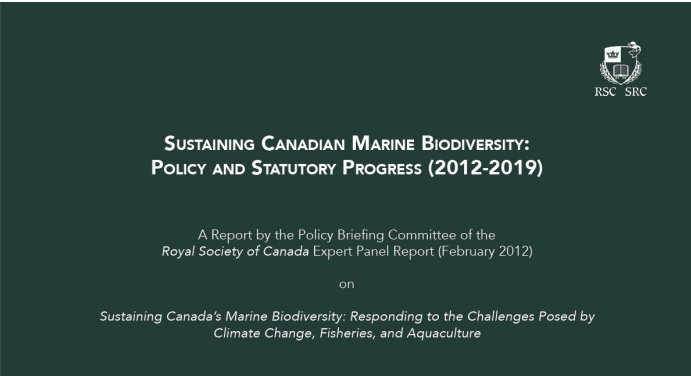 RSC SRC
SUSTAINING CANADIAN MARINE BIODIVERSITY:
POLICY AND STATUTORY PROGRESS (2012-2019)
A Report by the Policy Briefing Committee of the
Royal Society of Canada Expert Panel Report (February 2012)
on
Sustaining Canada's Marine Biodiversity: Responding to the Challenges Posed by
Climate Change, Fisheries, and Aquaculture